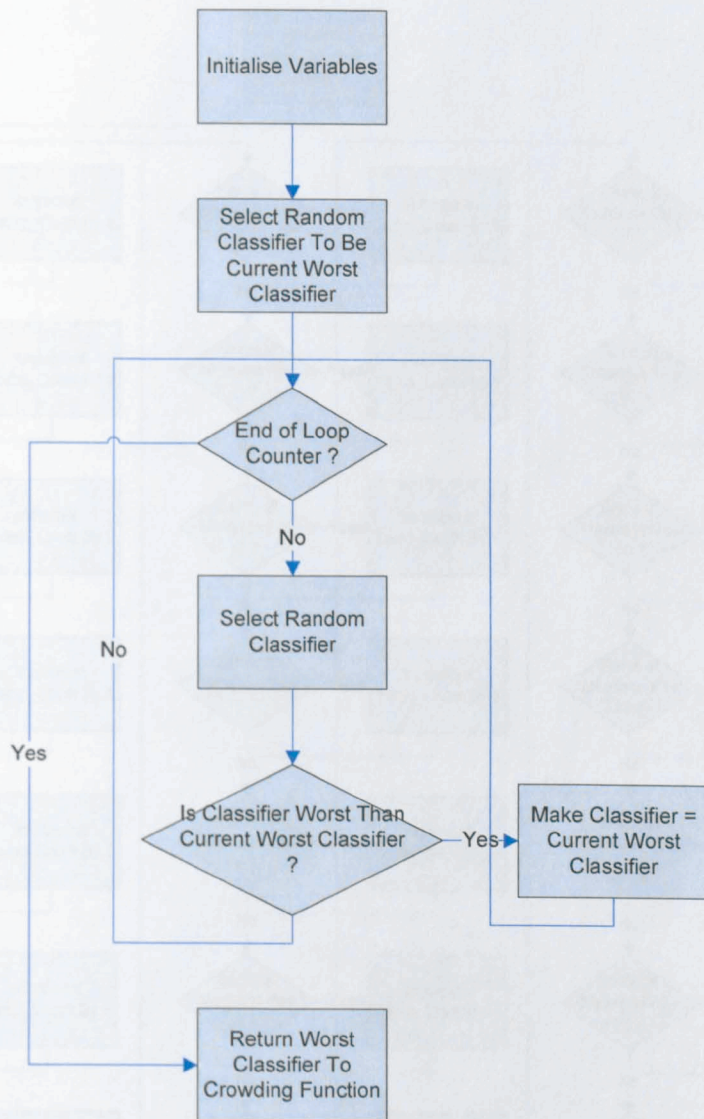 Initialise Variables
Select Random
Classifier To Be
Current Worst
Classifier
End of Loop
Counter ?
No
Select Random
Classifier
No
Yes
Is Classifier Worst Than
Current Worst Classifier
?
Yes
Make Classifier =
Current Worst
Classifier
Return Worst
Classifier To
Crowding Function